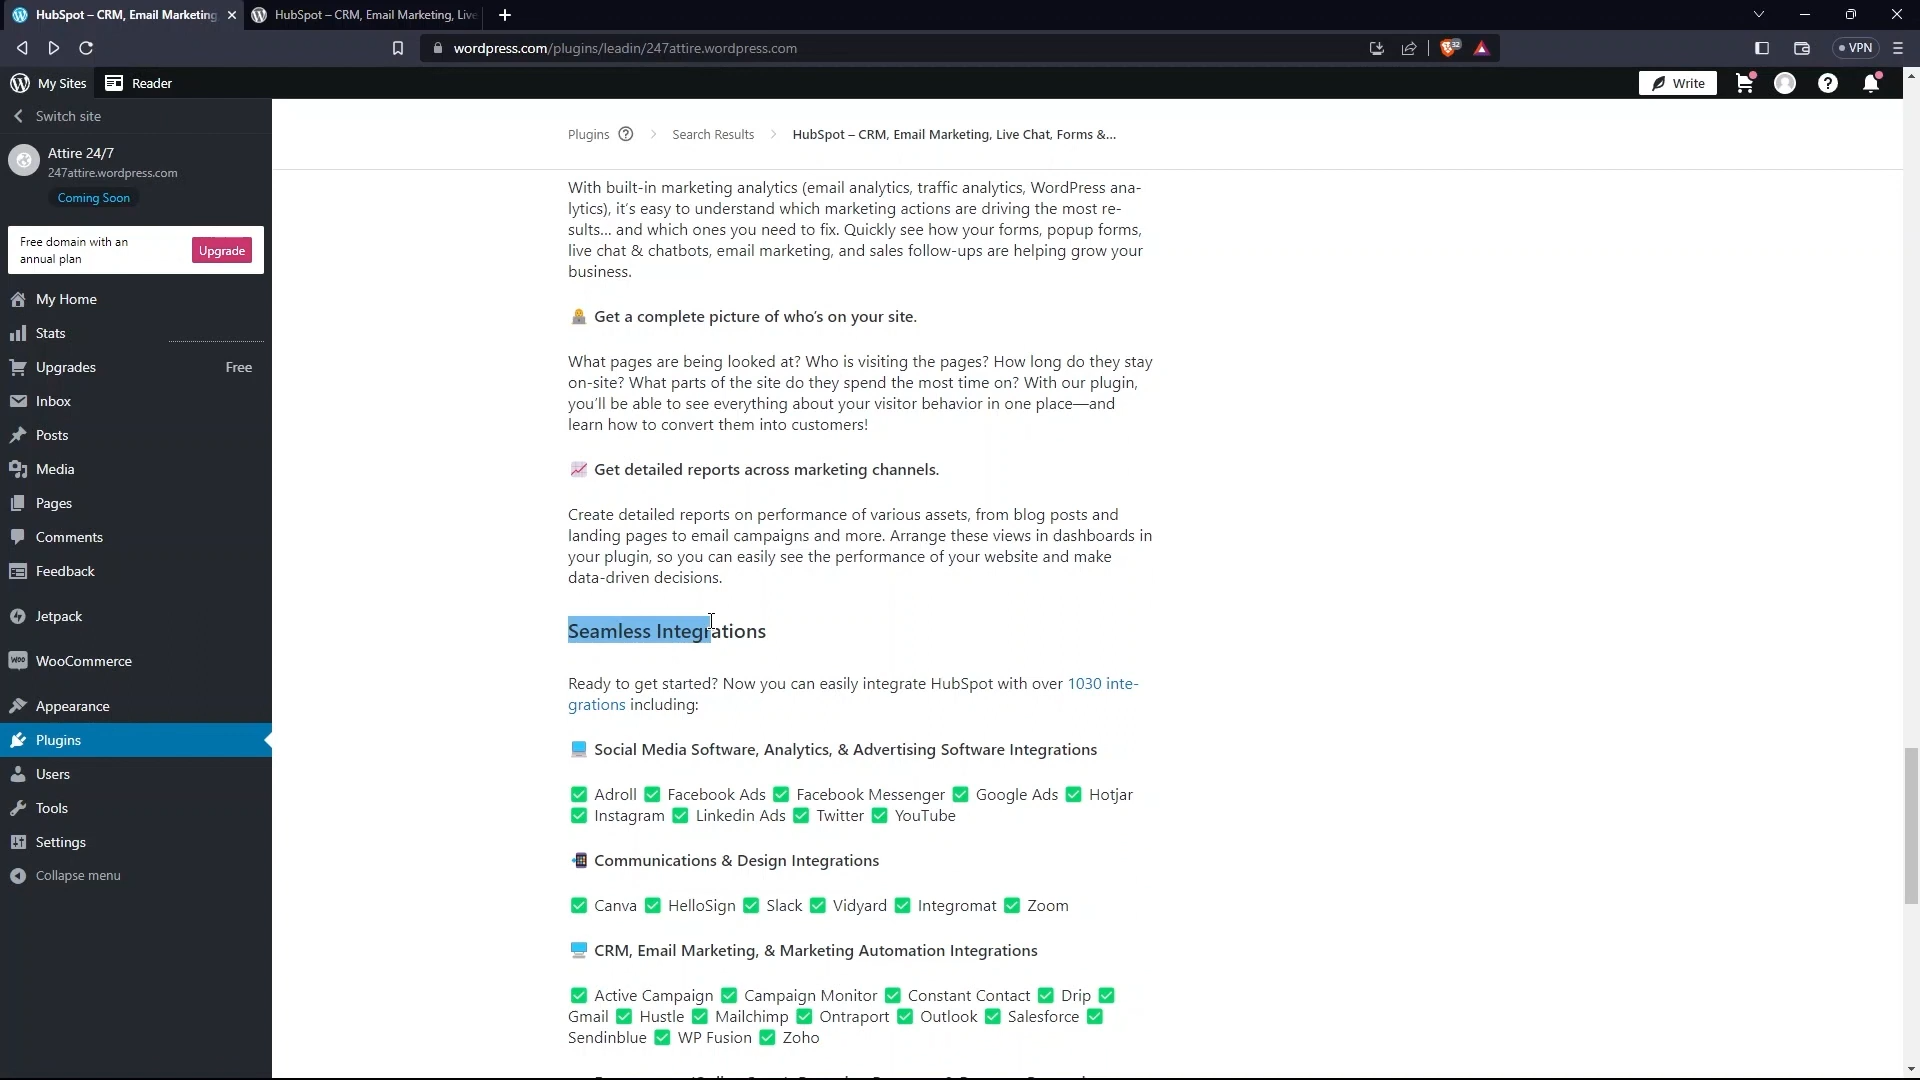 HubSpot – CRM, Email Marketing
HubSpot – CRM, Email Marketing, Live
wordpress.com/plugins/leadin/247attire.wordpress.com
32
VPN
My Sites
Reader
Write
Switch site
Attire 24/7
247attire.wordpress.com
Coming Soon
Free domain with an
annual plan
Upgrade
My Home
Stats
Upgrades
Free
Inbox
Posts
Media
Pages
Comments
Feedback
Jetpack
WooCommerce
Appearance
Plugins
Users
Tools
Settings
Collapse menu
Plugins > Search Results > HubSpot – CRM, Email Marketing, Live Chat, Forms &...
With built-in marketing analytics (email analytics, traffic analytics, WordPress ana-
lytics), it's easy to understand which marketing actions are driving the most re-
sults... and which ones you need to fix. Quickly see how your forms, popup forms,
live chat & chatbots, email marketing, and sales follow-ups are helping grow your
business.
Get a complete picture of who's on your site.
What pages are being looked at? Who is visiting the pages? How long do they stay
on-site? What parts of the site do they spend the most time on? With our plugin,
you'll be able to see everything about your visitor behavior in one place—and
learn how to convert them into customers!
Get detailed reports across marketing channels.
Create detailed reports on performance of various assets, from blog posts and
landing pages to email campaigns and more. Arrange these views in dashboards in
your plugin, so you can easily see the performance of your website and make
data-driven decisions.
Seamless Integrations
Ready to get started? Now you can easily integrate HubSpot with over 1030 inte-
grations including:
Social Media Software, Analytics, & Advertising Software Integrations
✅ Adroll ✅ Facebook Ads ✅ Facebook Messenger ✅ Google Ads ✅ Hotjar
✅ Instagram ✅ Linkedin Ads ✅ Twitter ✅ YouTube
Communications & Design Integrations
✅ Canva ✅ HelloSign ✅ Slack ✅ Vidyard ✅ Integromat ✅ Zoom
CRM, Email Marketing, & Marketing Automation Integrations
✅ Active Campaign ✅ Campaign Monitor ✅ Constant Contact ✅ Drip ✅
Gmail ✅ Hustle ✅ Mailchimp ✅ Ontraport ✅ Outlook ✅ Salesforce ✅
Sendinblue ✅ WP Fusion ✅ Zoho